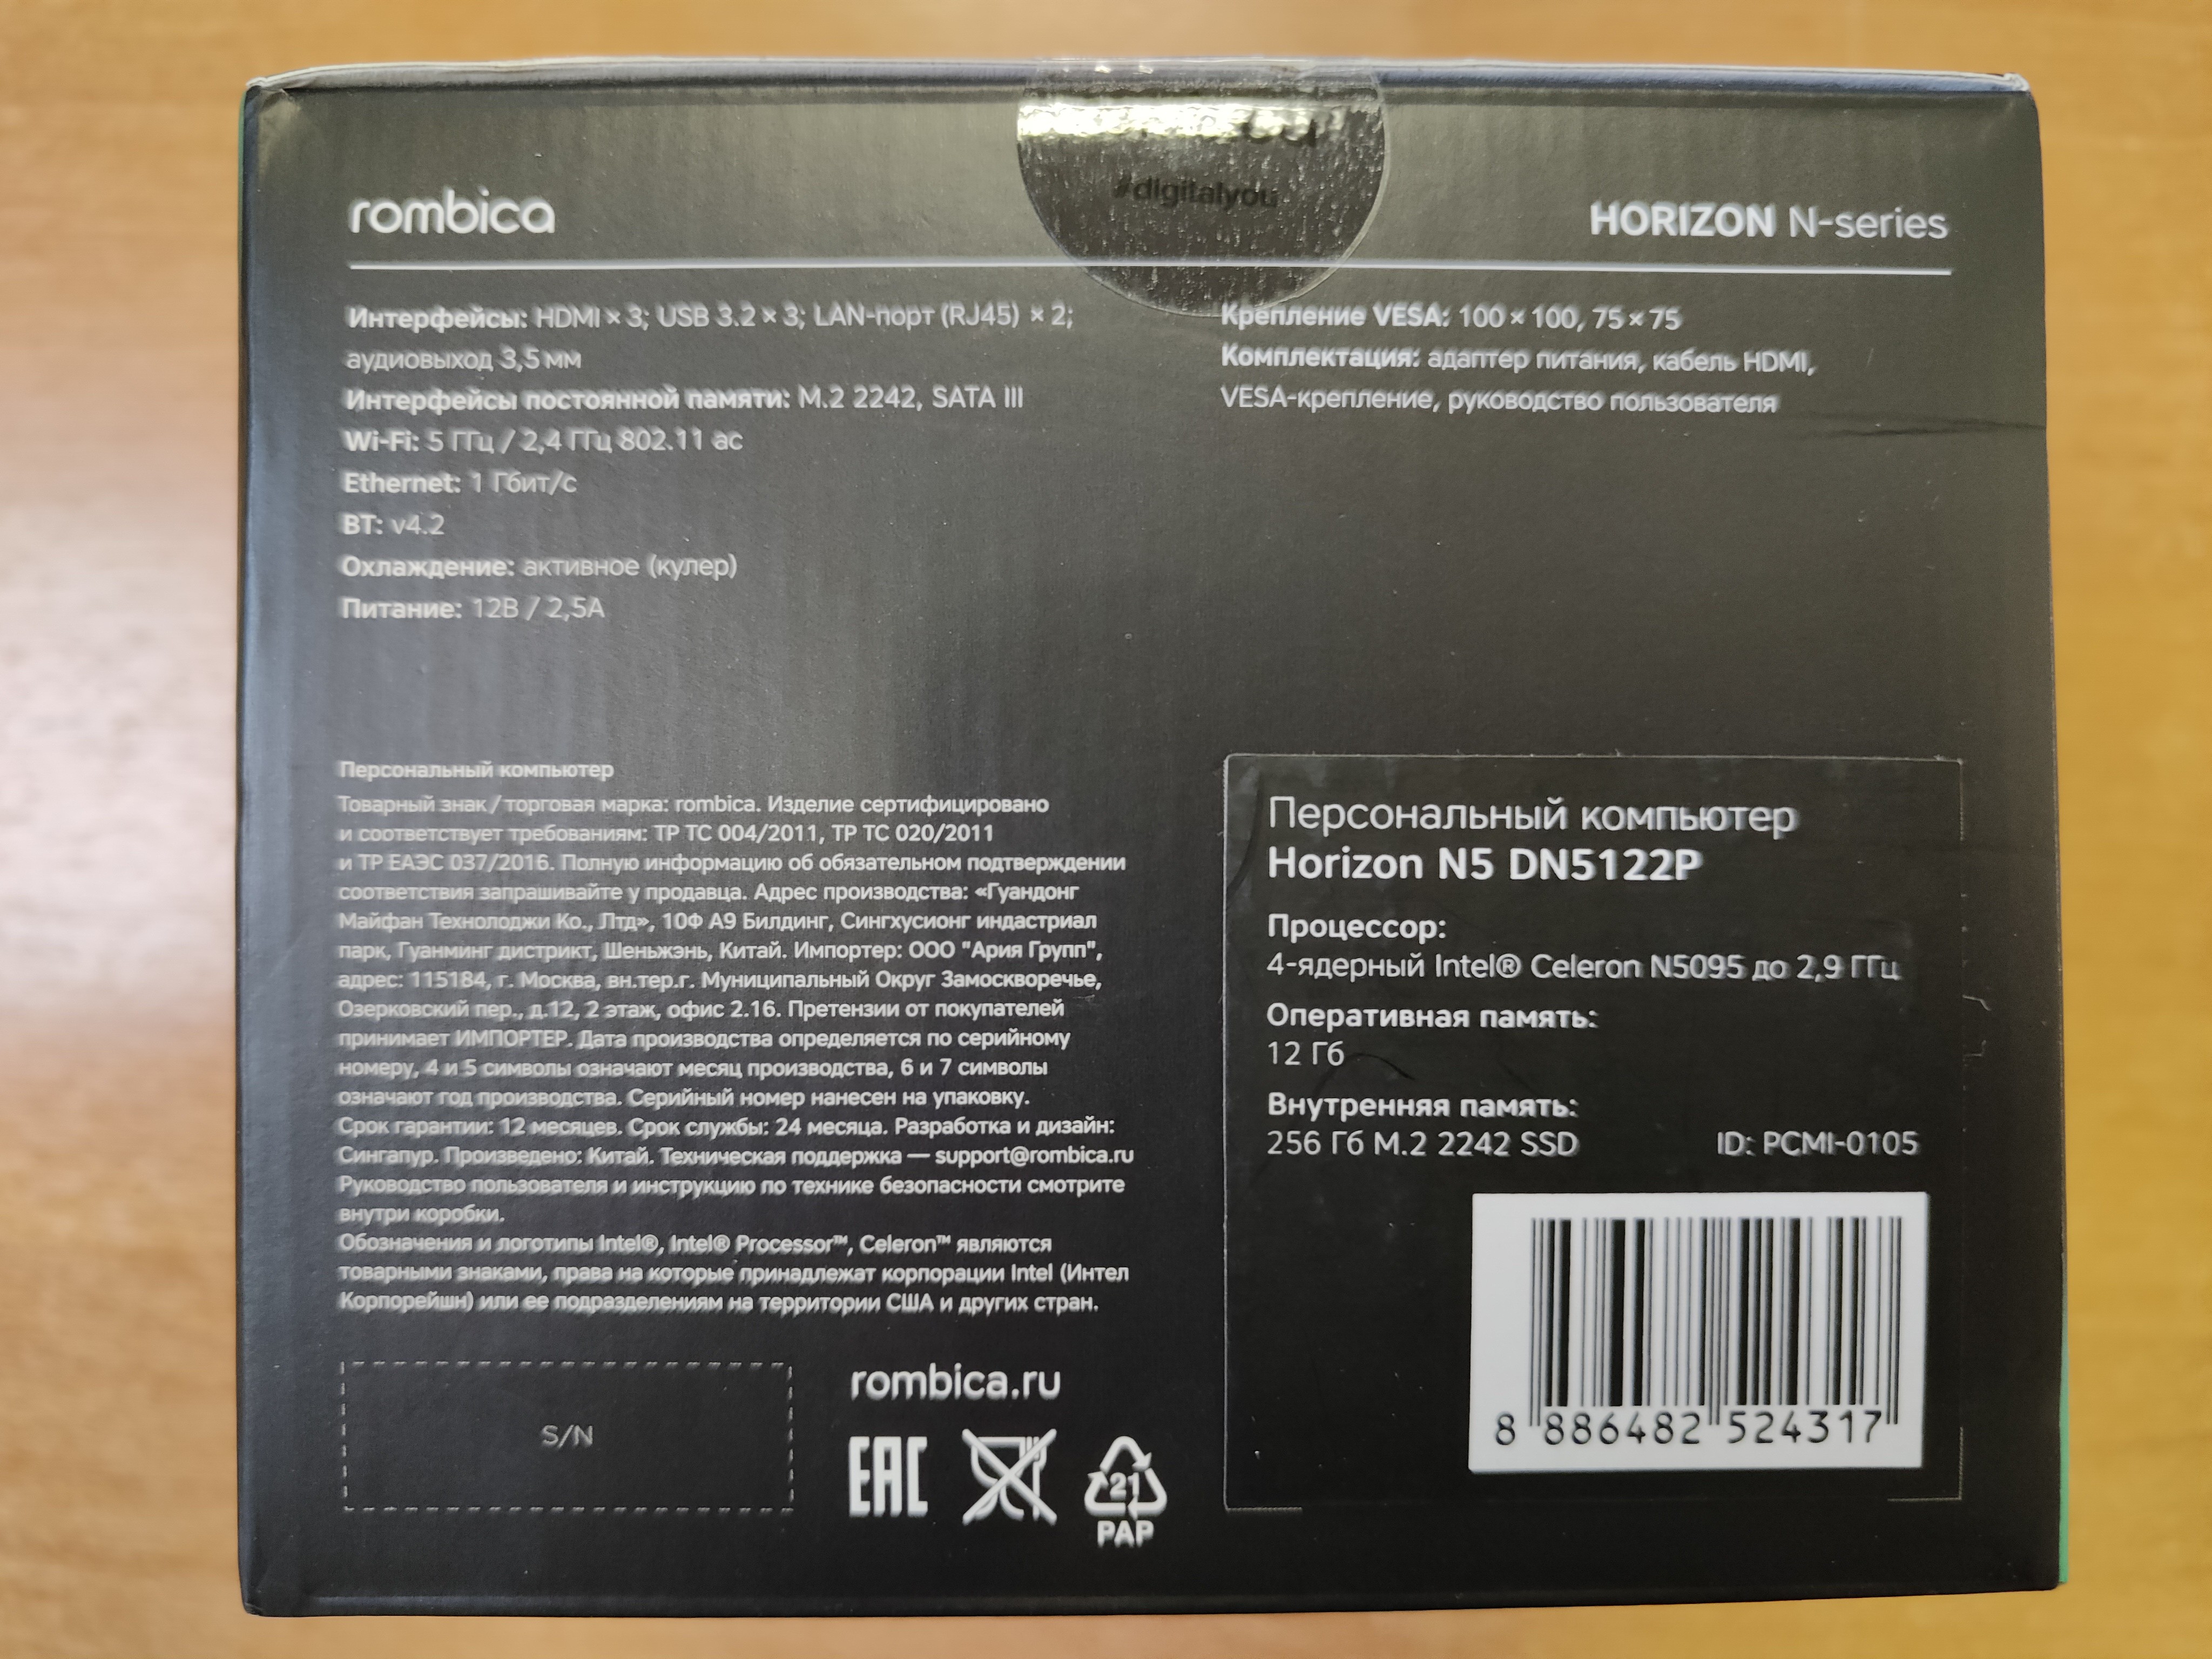 #digitalyou
rombica
HORIZON N-series
Интерфейсы: HDMI × 3; USB 3.2 × 3; LAN-порт (RJ45) × 2;
аудиовыход 3,5 мм
Интерфейсы постоянной памяти: M.2 2242, SATA III
Wi-Fi: 5 ГГц / 2,4 ГГц 802.11 ac
Ethernet: 1 Гбит/с
BT: v4.2
Охлаждение: активное (кулер)
Питание: 12В / 2,5А
Крепление VESA: 100 × 100, 75 × 75
Комплектация: адаптер питания, кабель HDMI,
VESA-крепление, руководство пользователя
Персональный компьютер
Товарный знак / торговая марка: rombica. Изделие сертифицировано
и соответствует требованиям: ТР ТС 004/2011, ТР ТС 020/2011
и ТР ЕАЭС 037/2016. Полную информацию об обязательном подтверждении
соответствия запрашивайте у продавца. Адрес производства: «Гуандонг
Майфан Технолоджи Ко., Лтд», 10Ф А9 Билдинг, Сингхусионг индастриал
парк, Гуанминг дистрикт, Шеньжэнь, Китай. Импортер: ООО "Ария Групп",
адрес: 115184, г. Москва, вн.тер.г. Муниципальный Округ Замоскворечье,
Озерковский пер., д.12, 2 этаж, офис 2.16. Претензии от покупателей
принимает ИМПОРТЕР. Дата производства определяется по серийному
номеру, 4 и 5 символы означают месяц производства, 6 и 7 символы
означают год производства. Серийный номер нанесен на упаковку.
Срок гарантии: 12 месяцев. Срок службы: 24 месяца. Разработка и дизайн:
Сингапур. Произведено: Китай. Техническая поддержка — support@rombica.ru
Руководство пользователя и инструкцию по технике безопасности смотрите
внутри коробки.
Обозначения и логотипы Intel®, Intel® Processor™, Celeron™ являются
товарными знаками, права на которые принадлежат корпорации Intel (Интел
Корпорейшн) или ее подразделениям на территории США и других стран.
S/N
rombica.ru
EAC
21
PAP
Персональный компьютер
Horizon N5 DN5122P
Процессор:
4-ядерный Intel® Celeron N5095 до 2,9 ГГц
Оперативная память:
12 Гб
Внутренняя память:
256 Гб M.2 2242 SSD
ID: PCMI-0105
8 886482 524317